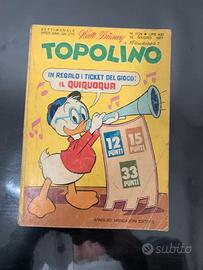 SETTIMANALE
Walt Disney
TOPOLINO
IN REGALO I TICKET DEL GIOCO:
IL QUIQUOQUA
12
PUNTI
15
PUNTI
33
PUNTI
ARNOLDO MONDADORI EDITORE
subito